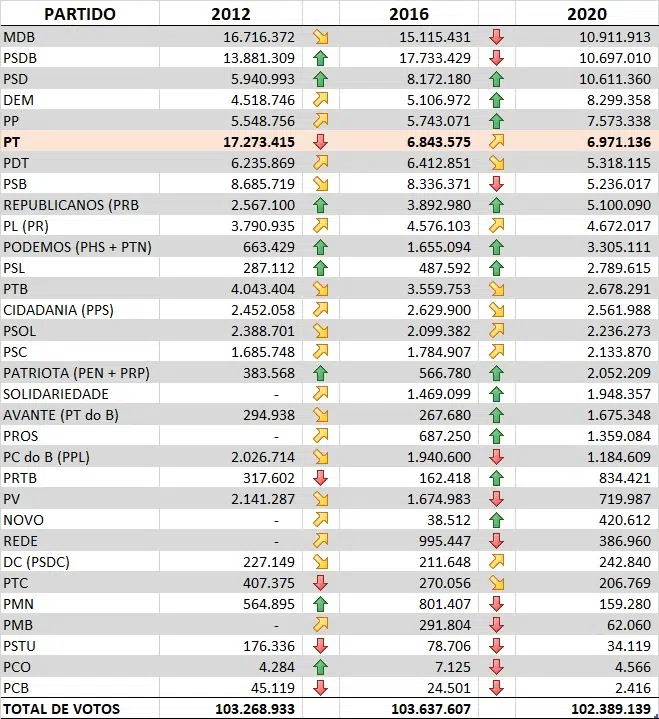 PARTIDO 2012 2016 2020
MDB 16.716.372 15.115.431 10.911.913
PSDB 13.881.309 17.733.429 10.697.010
PSD 5.940.993 8.172.180 10.611.360
DEM 4.518.746 5.106.972 8.299.358
PP 5.548.756 5.743.071 7.573.338
PT 17.273.415 6.843.575 6.971.136
PDT 6.235.869 6.412.851 5.318.115
PSB 8.685.719 8.336.371 5.236.017
REPUBLICANOS (PRB 2.567.100 3.892.980 5.100.090
PL (PR) 3.790.935 4.576.103 4.672.017
PODEMOS (PHS + PTN) 663.429 1.655.094 3.305.111
PSL 287.112 487.592 2.789.615
PTB 4.043.404 3.559.753 2.678.291
CIDADANIA (PPS) 2.452.058 2.629.900 2.561.988
PSOL 2.388.701 2.099.382 2.236.273
PSC 1.685.748 1.784.907 2.133.870
PATRIOTA (PEN + PRP) 383.568 566.780 2.052.209
SOLIDARIEDADE - 1.469.099 1.948.357
AVANTE (PT do B) 294.938 267.680 1.675.348
PROS - 687.250 1.359.084
PC do B (PPL) 2.026.714 1.940.600 1.184.609
PRTB 317.602 162.418 834.421
PV 2.141.287 1.674.983 719.987
NOVO - 38.512 420.612
REDE - 995.447 386.960
DC (PSDC) 227.149 211.648 242.840
PTC 407.375 270.056 206.769
PMN 564.895 801.407 159.280
PMB - 291.804 62.060
PSTU 176.336 78.706 34.119
PCO 4.284 7.125 4.566
PCB 45.119 24.501 2.416
TOTAL DE VOTOS 103.268.933 103.637.607 102.389.139